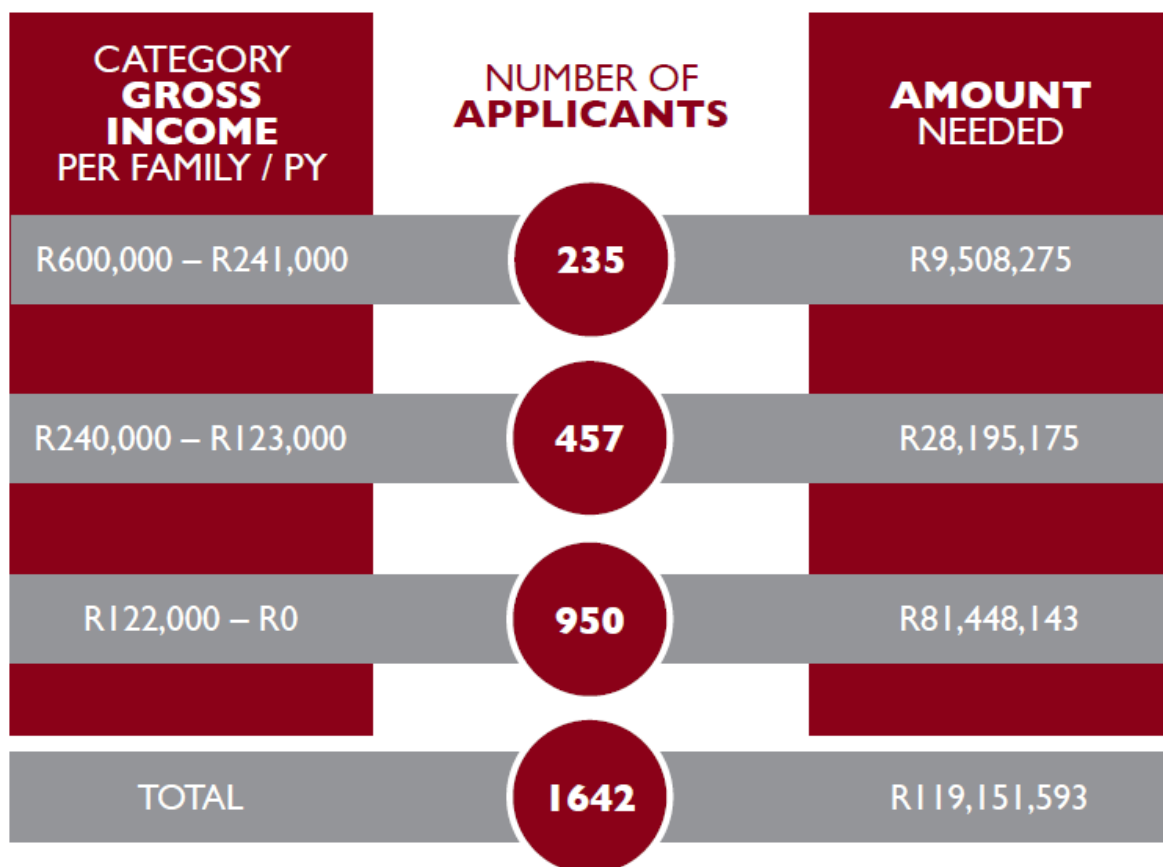 CATEGORY
GROSS
INCOME
PER FAMILY / PY
NUMBER OF
APPLICANTS
AMOUNT
NEEDED
R600,000 – R241,000 235 R9,508,275
R240,000 – R123,000 457 R28,195,175
R122,000 – R0 950 R81,448,143
TOTAL 1642 R119,151,593